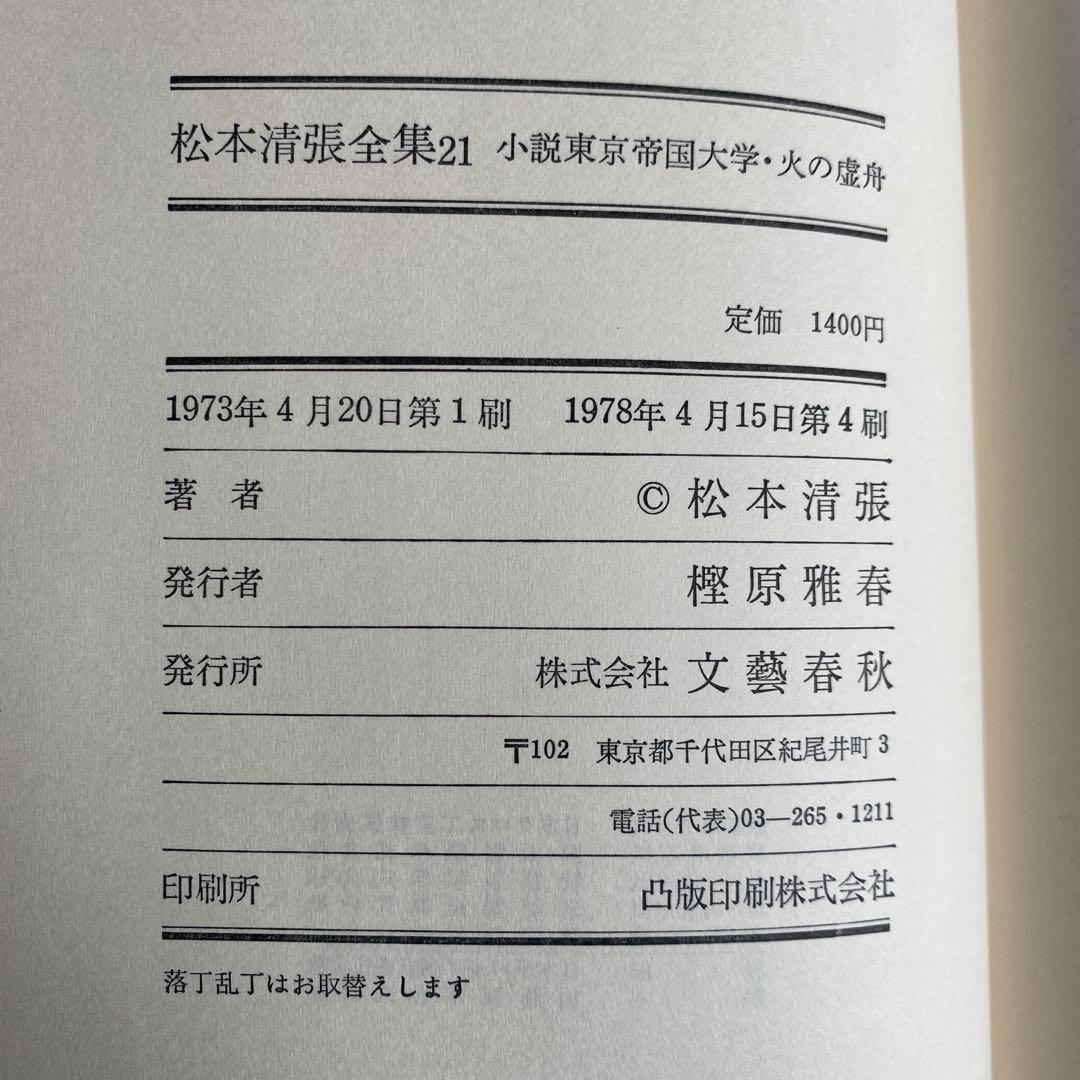 松本清張全集21 小説東京帝国大学・火の虚舟
定価 1400円
1973年4月20日第1刷 1978年4月15日第4刷
著者 ©松本清張
発行者 樫原雅春
発行所 株式会社 文藝春秋
〒102 東京都千代田区紀尾井町3
電話(代表)03―265・1211
印刷所 凸版印刷株式会社
落丁乱丁はお取替えします